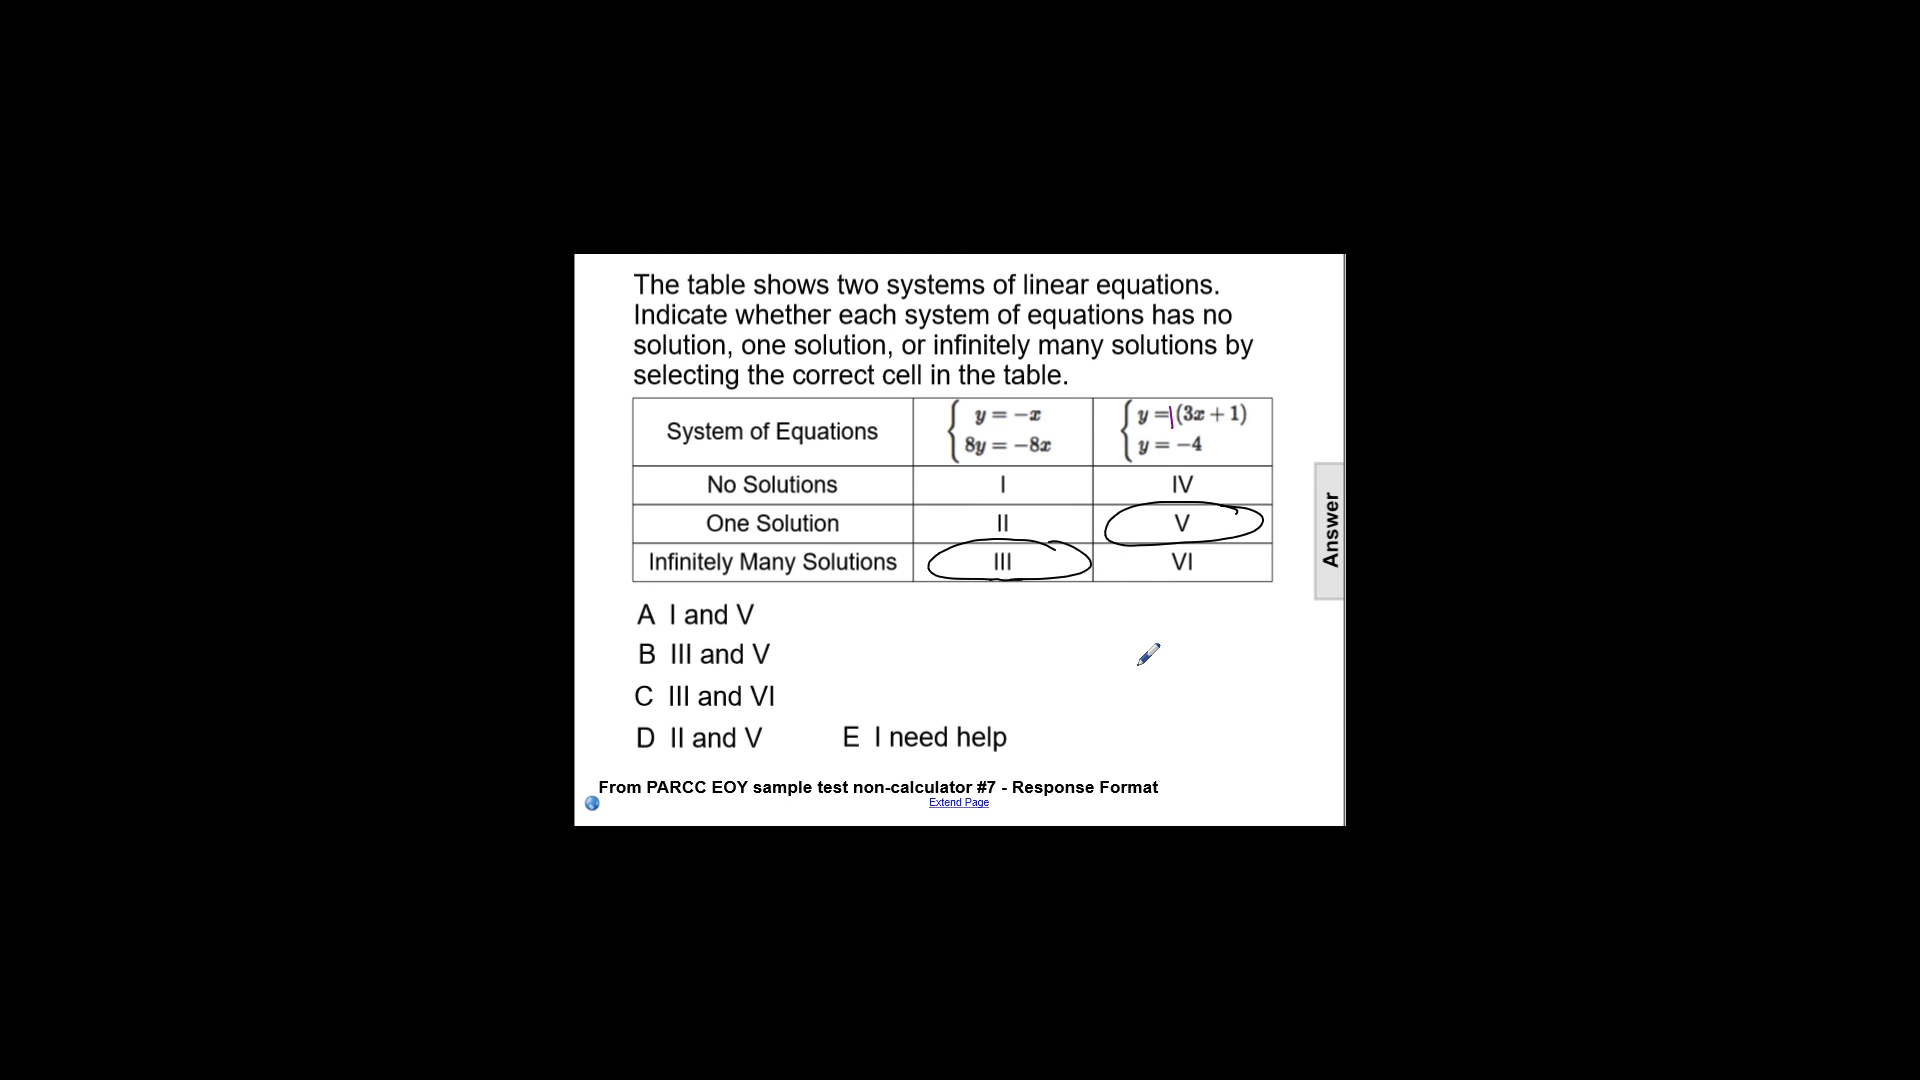 The table shows two systems of linear equations.
Indicate whether each system of equations has no
solution, one solution, or infinitely many solutions by
selecting the correct cell in the table.
System of Equations { y = −x 8y = −8x { y = (3x + 1) y = −4
No Solutions I IV
One Solution II V
Infinitely Many Solutions III VI
Answer
A I and V
B III and V
C III and VI
D II and V E I need help
From PARCC EOY sample test non-calculator #7 - Response Format
Extend Page